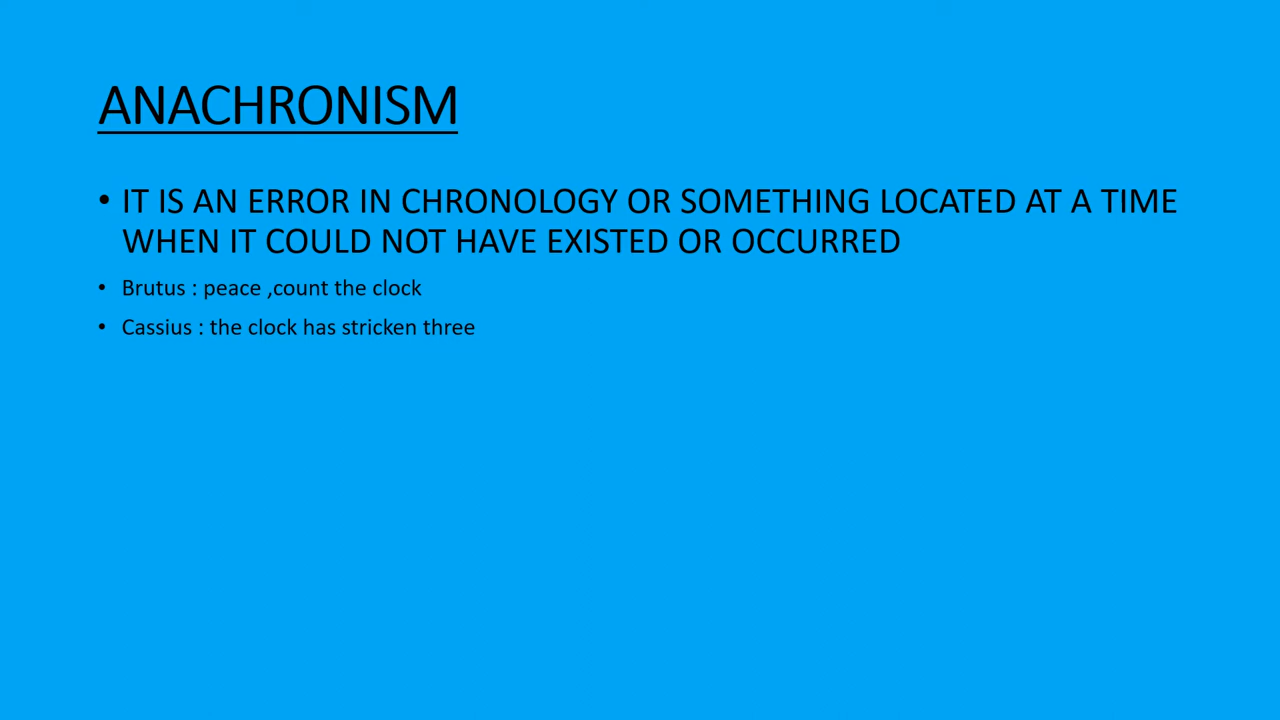 ANACHRONISM
• IT IS AN ERROR IN CHRONOLOGY OR SOMETHING LOCATED AT A TIME
WHEN IT COULD NOT HAVE EXISTED OR OCCURRED
• Brutus : peace ,count the clock
• Cassius : the clock has stricken three